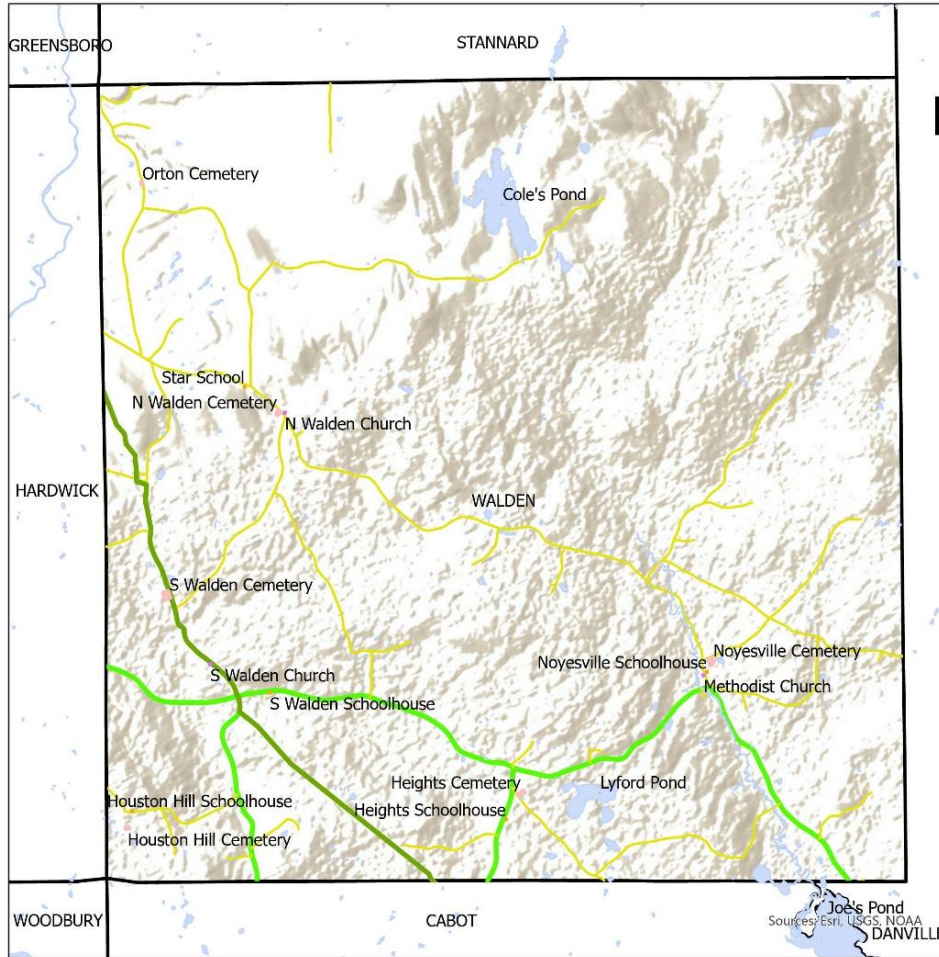 GREENSBORO
STANNARD
Orton Cemetery
Cole's Pond
Star School
N Walden Cemetery
N Walden Church
HARDWICK
WALDEN
S Walden Cemetery
Noyesville Cemetery
Noyesville Schoolhouse
S Walden Church
Methodist Church
S Walden Schoolhouse
Heights Cemetery
Lyford Pond
Houston Hill Schoolhouse
Heights Schoolhouse
Houston Hill Cemetery
Joe's Pond
WOODBURY
CABOT
Sources: Esri, USGS, NOAA
DANVILLE